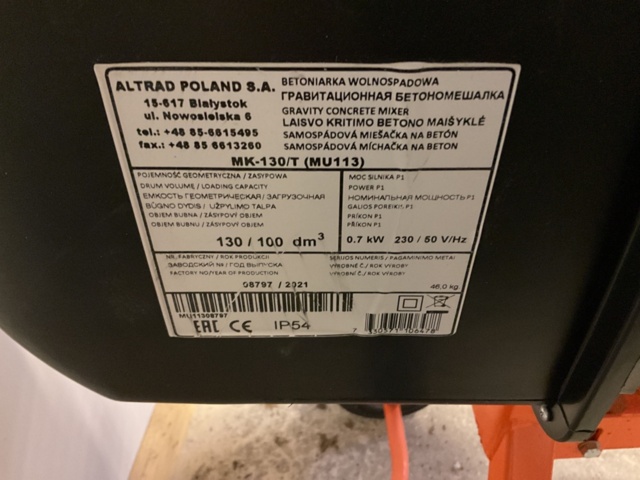 ALTRAD POLAND S.A.
15-617 Białystok
ul. Nowosielska 6
tel.: +48 85-6615495
fax.: +48 85 6613260
BETONIARKA WOLNOSPADOWA
ГРАВИТАЦИОННАЯ БЕТОНОМЕШАЛКА
GRAVITY CONCRETE MIXER
LAISVO KRITIMO BETONO MAIŠYKLĖ
SAMOSPÁDOVÁ MIEŠAČKA NA BETÓN
SAMOSPÁDOVÁ MÍCHAČKA NA BETÓN
MK-130/T (MU113)
POJEMNOŚĆ GEOMETRYCZNA / ZASYPOWA
DRUM VOLUME / LOADING CAPACITY
ЕМКОСТЬ ГЕОМЕТРИЧЕСКАЯ / ЗАГРУЗОЧНАЯ
BŪGNO DYDIS / UŽPYLIMO TALPA
OBJEM BUBNA / ZÁSYPOVÝ OBJEM
OBJEM BUBNU / ZÁSYPOVÝ OBJEM
130 / 100 dm³
MOC SILNIKA P1
POWER P1
НОМИНАЛЬНАЯ МОЩНОСТЬ P1
GALIOS POREIKIS P1
PRÍKON P1
PŘÍKON P1
0.7 kW 230 / 50 V/Hz
NR. FABRYCZNY / ROK PRODUKCJI
ЗАВОДСКИЙ № / ГОД ВЫПУСКА
FACTORY NO/YEAR OF PRODUCTION
SERIJOS NUMERIS / PAGAMINIMO METAI
VÝROBNÉ Č./ ROK VÝROBY
VÝROBNÍ Č./ ROK VÝROBY
08797 / 2021
46,0 kg
MU11308797
EAC CE IP54